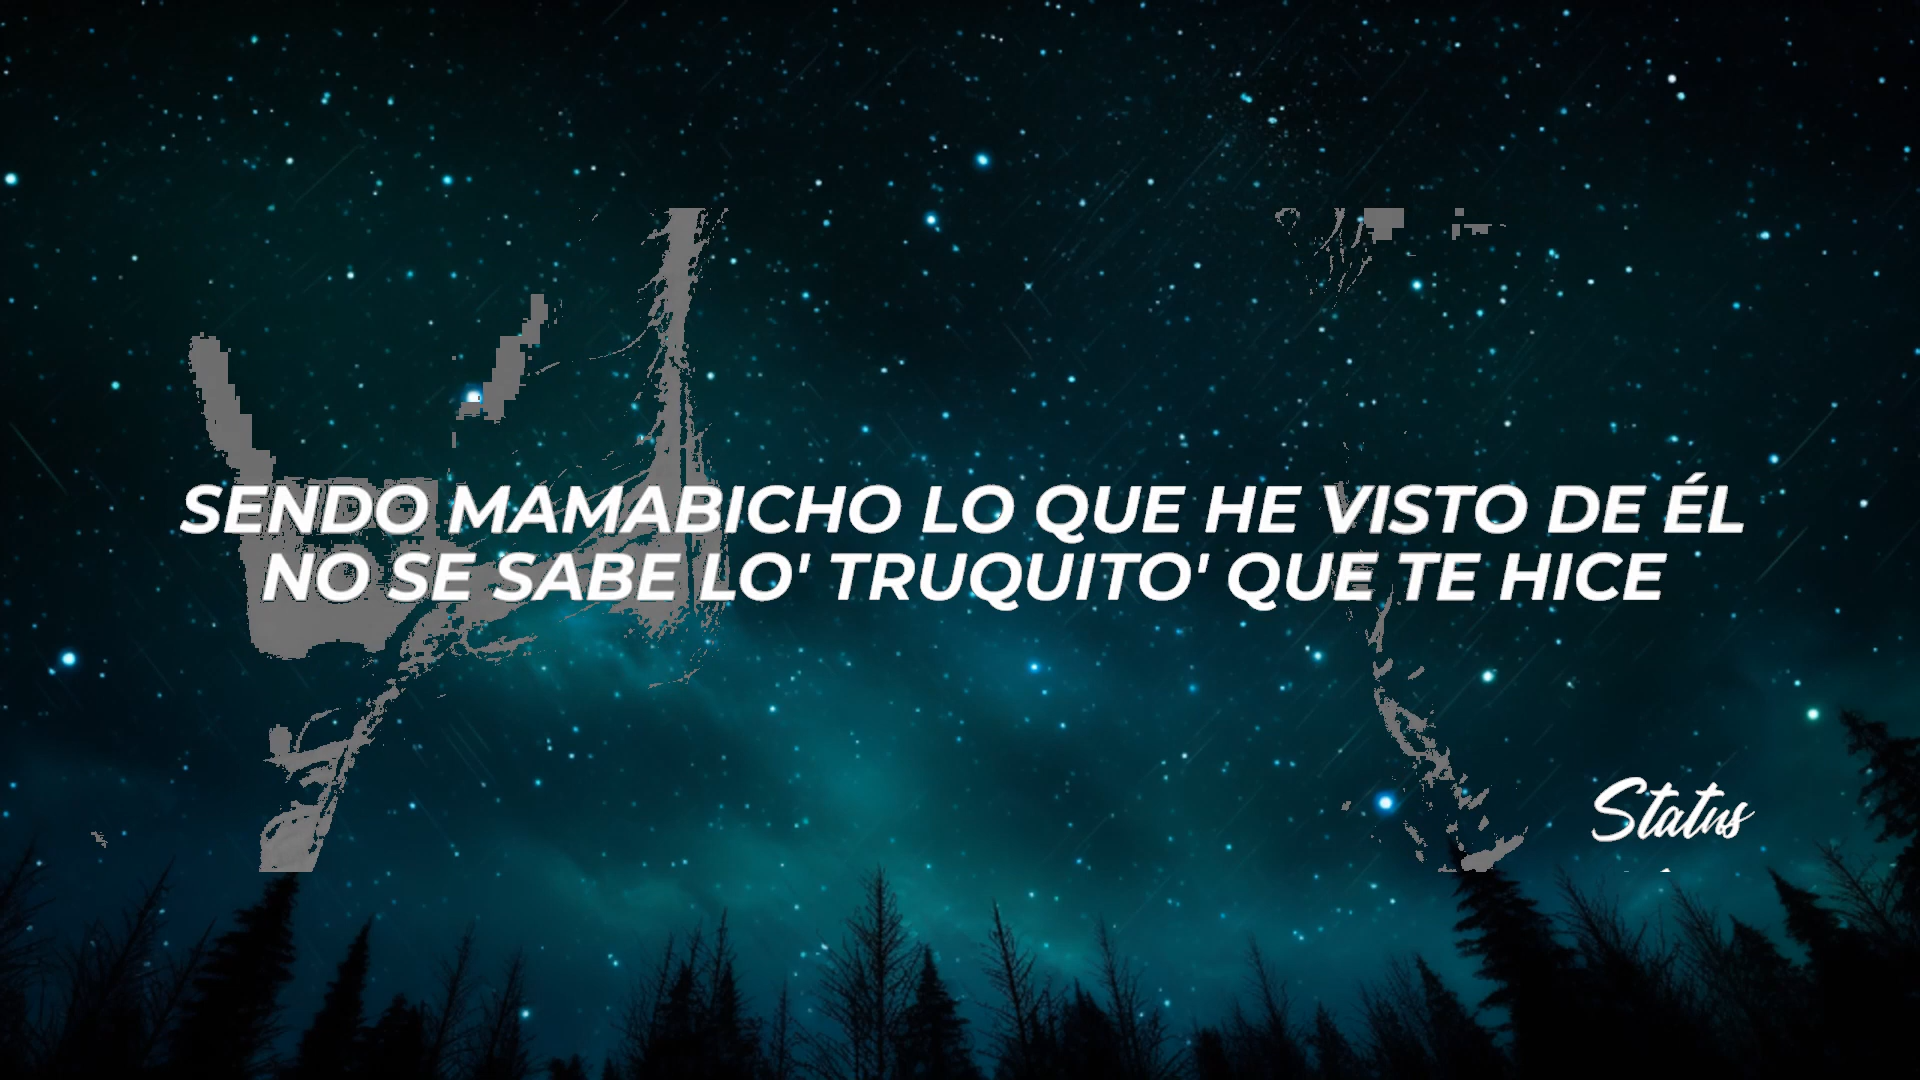 SENDO MAMABICHO LO QUE HE VISTO DE ÉL
NO SE SABE LO' TRUQUITO' QUE TE HICE
Status